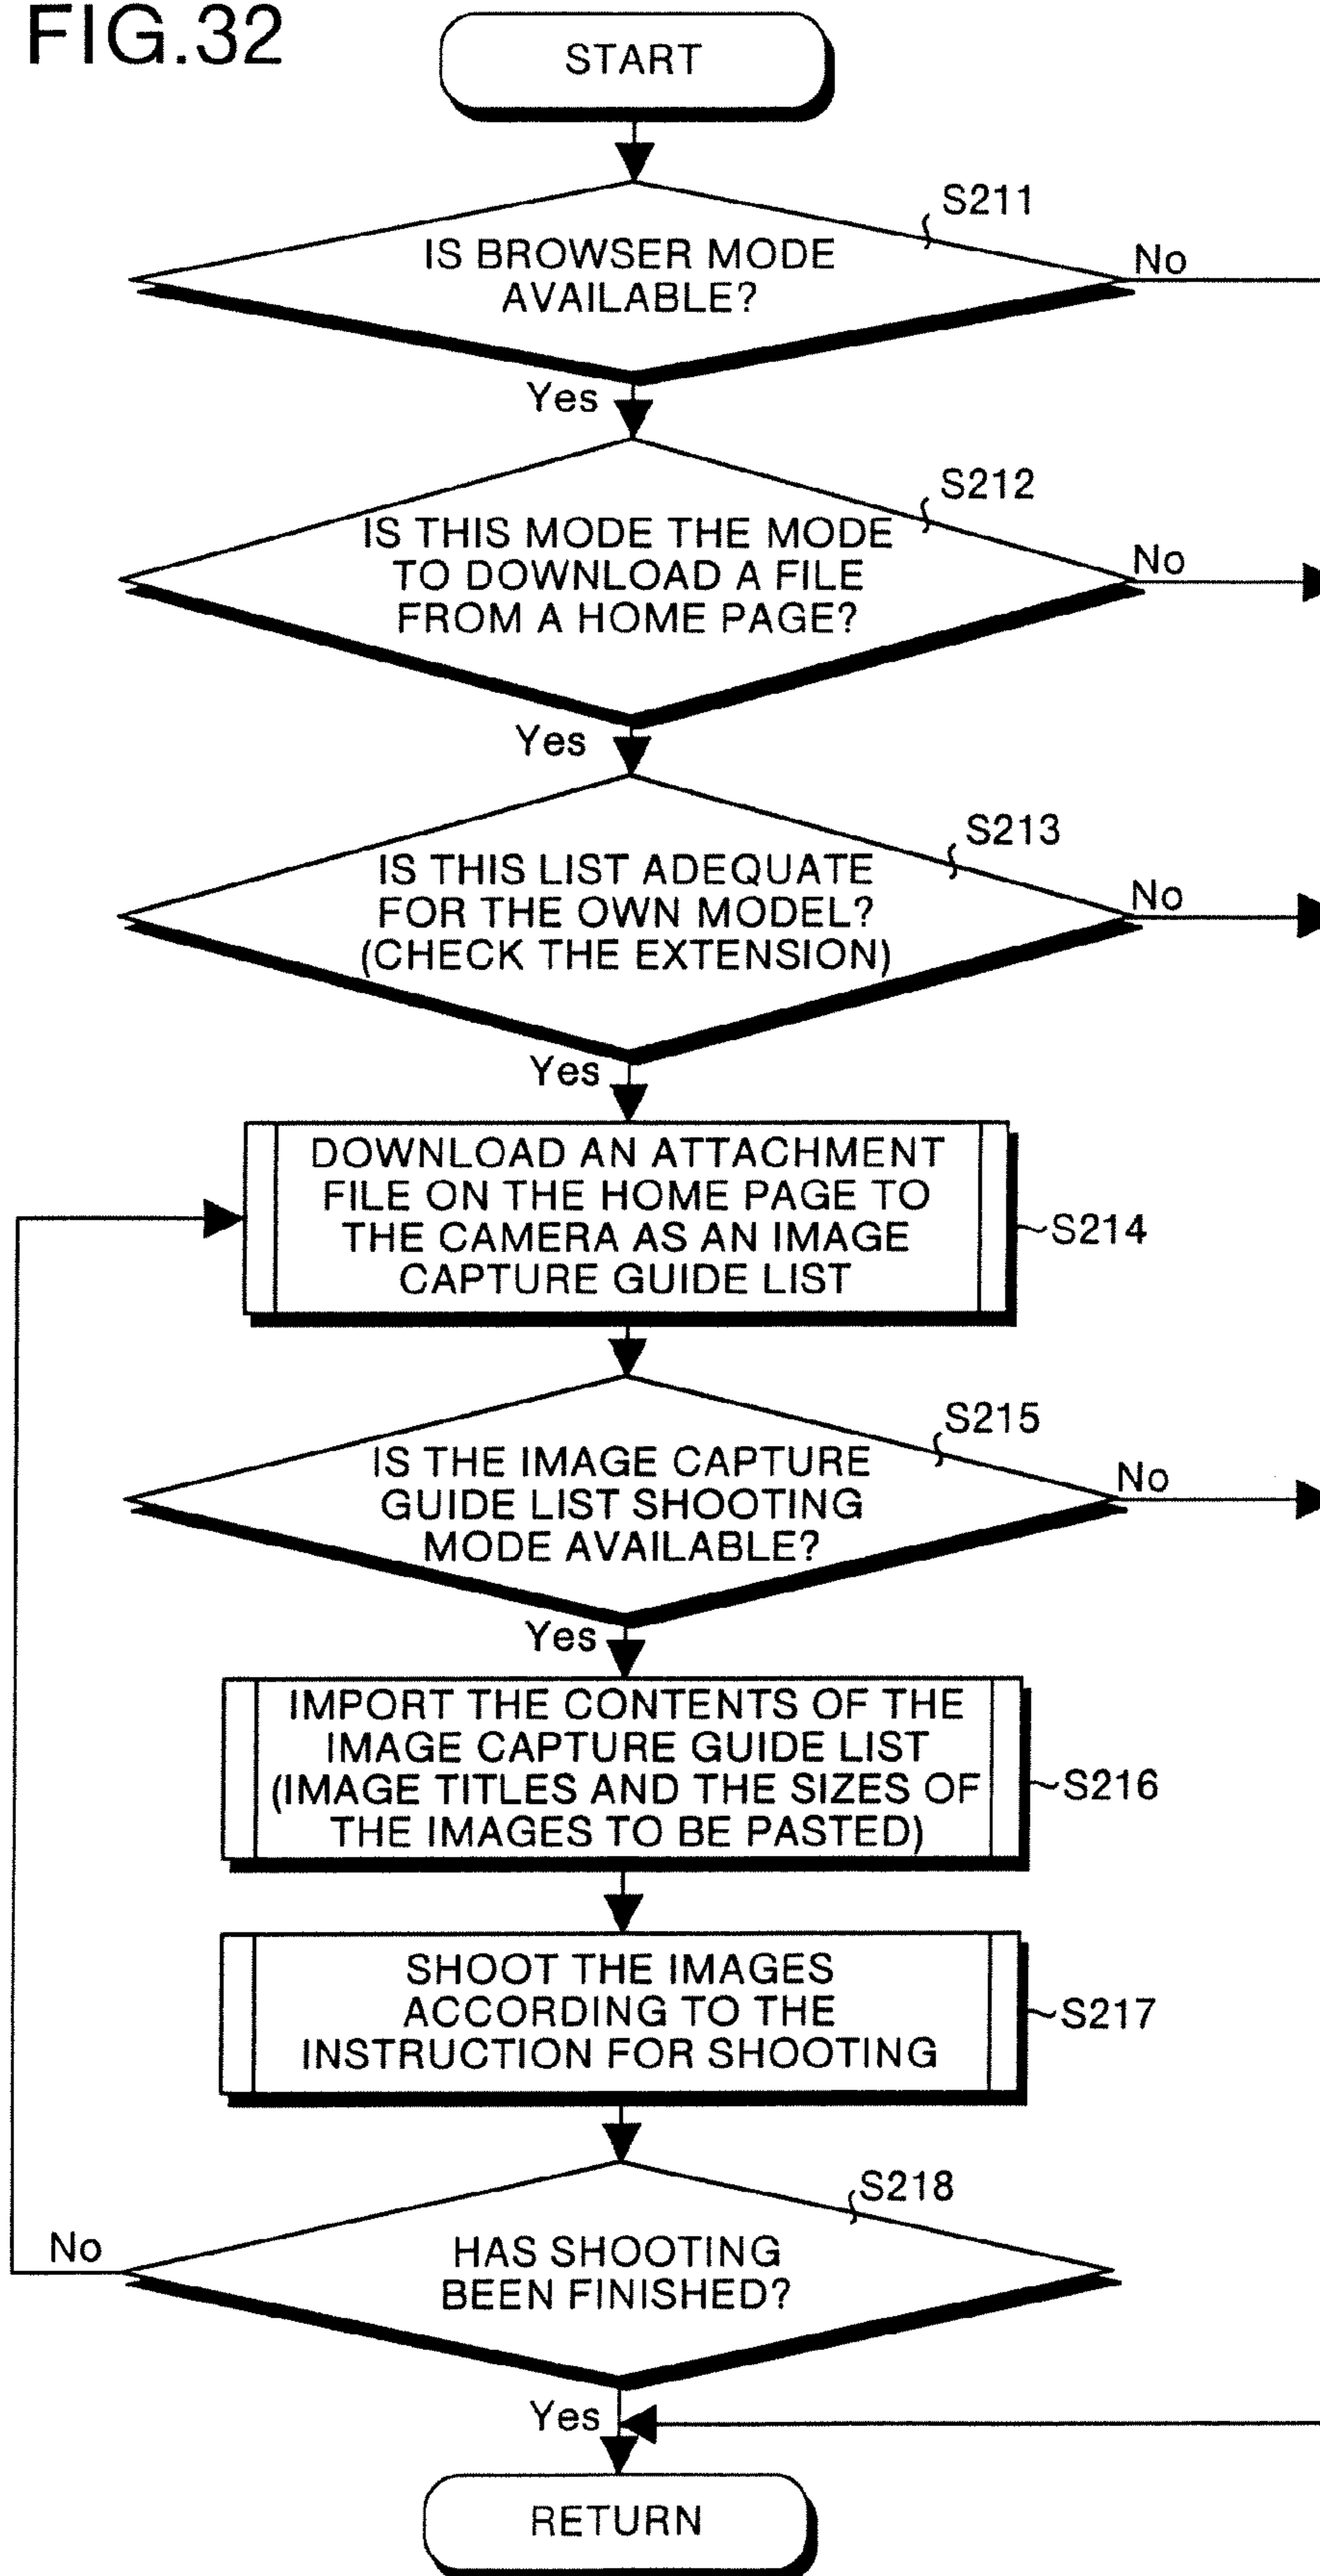 FIG.32
START
S211
IS BROWSER MODE
AVAILABLE?
No
Yes
S212
IS THIS MODE THE MODE
TO DOWNLOAD A FILE
FROM A HOME PAGE?
No
Yes
S213
IS THIS LIST ADEQUATE
FOR THE OWN MODEL?
(CHECK THE EXTENSION)
No
Yes
DOWNLOAD AN ATTACHMENT
FILE ON THE HOME PAGE TO
THE CAMERA AS AN IMAGE
CAPTURE GUIDE LIST
S214
S215
IS THE IMAGE CAPTURE
GUIDE LIST SHOOTING
MODE AVAILABLE?
No
Yes
IMPORT THE CONTENTS OF THE
IMAGE CAPTURE GUIDE LIST
(IMAGE TITLES AND THE SIZES OF
THE IMAGES TO BE PASTED)
S216
SHOOT THE IMAGES
ACCORDING TO THE
INSTRUCTION FOR SHOOTING
S217
S218
HAS SHOOTING
BEEN FINISHED?
No
Yes
RETURN